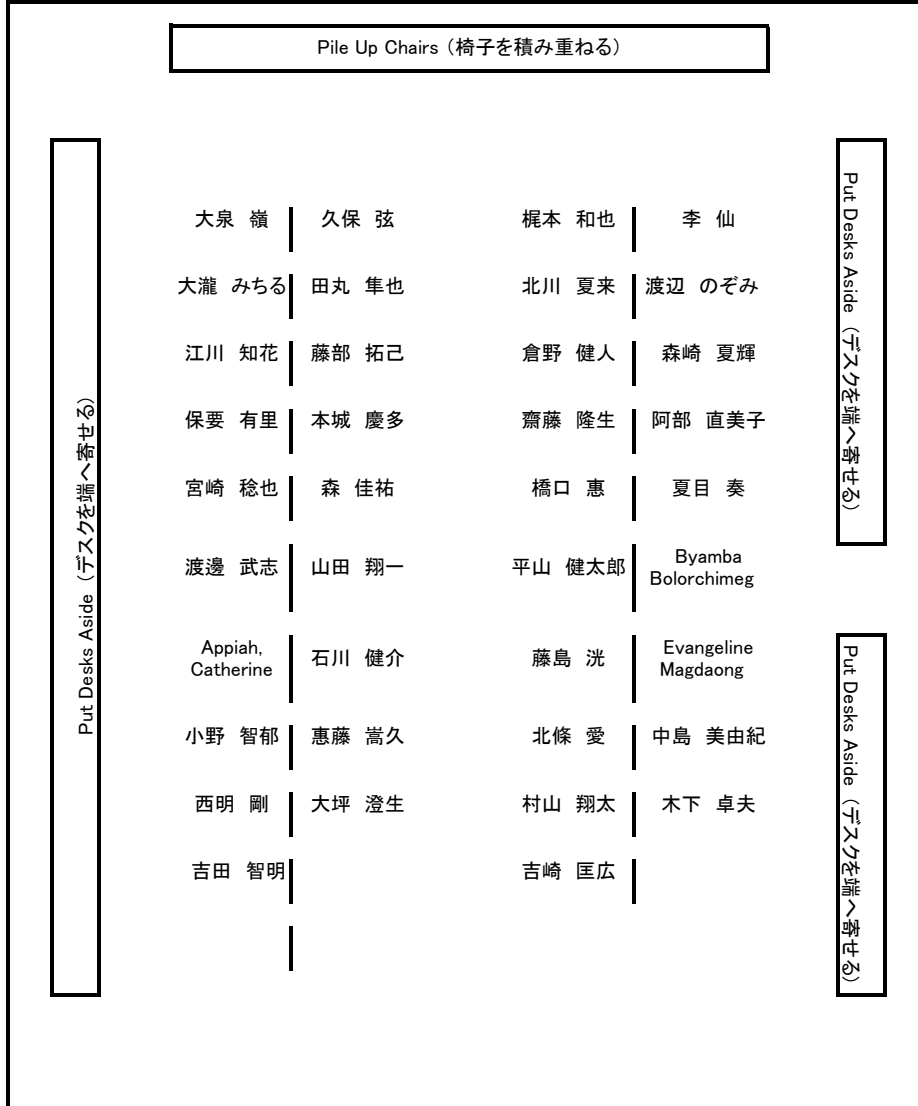 Pile Up Chairs（椅子を積み重ねる）
Put Desks Aside（デスクを端へ寄せる）
Put Desks Aside（デスクを端へ寄せる）
大泉 嶺 久保 弦 梶本 和也 李 仙
大瀧 みちる 田丸 隼也 北川 夏来 渡辺 のぞみ
江川 知花 藤部 拓己 倉野 健人 森崎 夏輝
保要 有里 本城 慶多 齋藤 隆生 阿部 直美子
宮崎 稔也 森 佳祐 橋口 惠 夏目 奏
渡邊 武志 山田 翔一 平山 健太郎 Byamba
Bolorchimeg
Appiah,
Catherine 石川 健介 藤島 洸 Evangeline
Magdaong
小野 智郁 惠藤 嵩久 北條 愛 中島 美由紀
西明 剛 大坪 澄生 村山 翔太 木下 卓夫
吉田 智明 吉崎 匡広
Put Desks Aside（デスクを端へ寄せる）